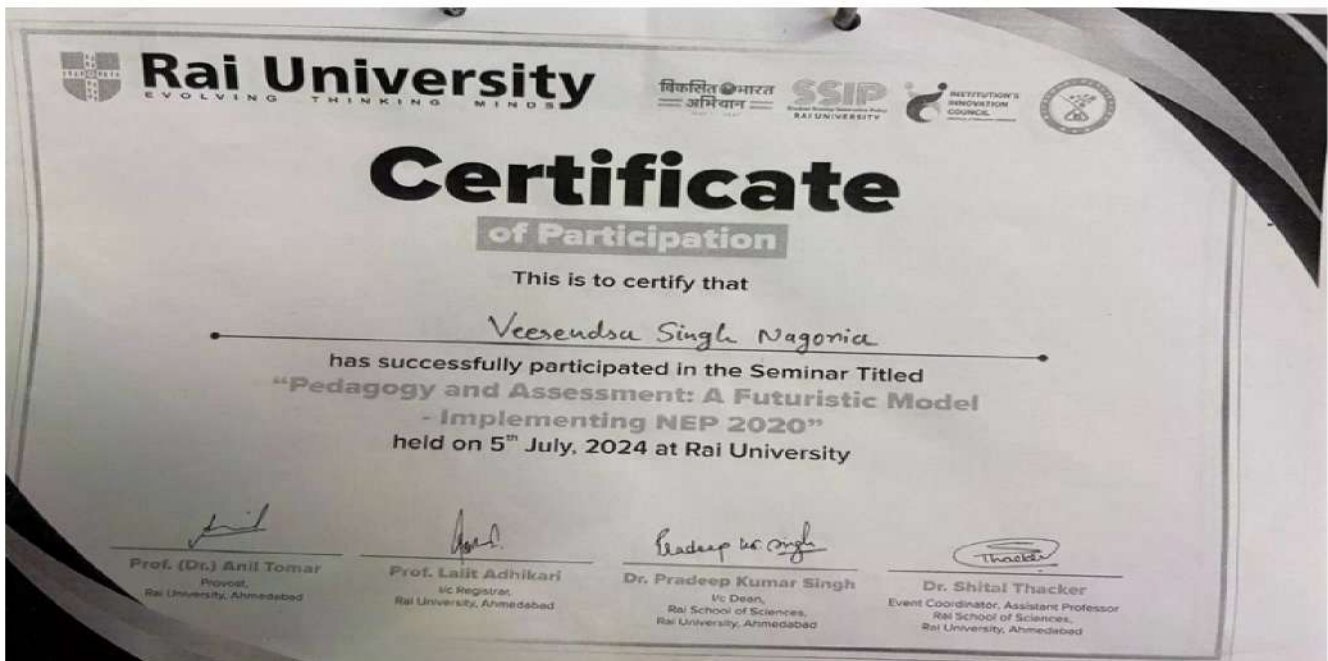 Rai University
EVOLVING THINKING MINDS
विकसित भारत
अभियान
SSIP
RAI UNIVERSITY
INSTITUTION'S
INNOVATION
COUNCIL
Certificate
of Participation
This is to certify that
Veerendra Singh Nagoria
has successfully participated in the Seminar Titled
“Pedagogy and Assessment: A Futuristic Model
- Implementing NEP 2020”
held on 5th July, 2024 at Rai University
Pradeep kr Singh
Thacker
Prof. (Dr.) Anil Tomar
Provost,
Rai University, Ahmedabad
Prof. Lalit Adhikari
I/c Registrar,
Rai University, Ahmedabad
Dr. Pradeep Kumar Singh
I/c Dean,
Rai School of Sciences,
Rai University, Ahmedabad
Dr. Shital Thacker
Event Coordinator, Assistant Professor
Rai School of Sciences,
Rai University, Ahmedabad